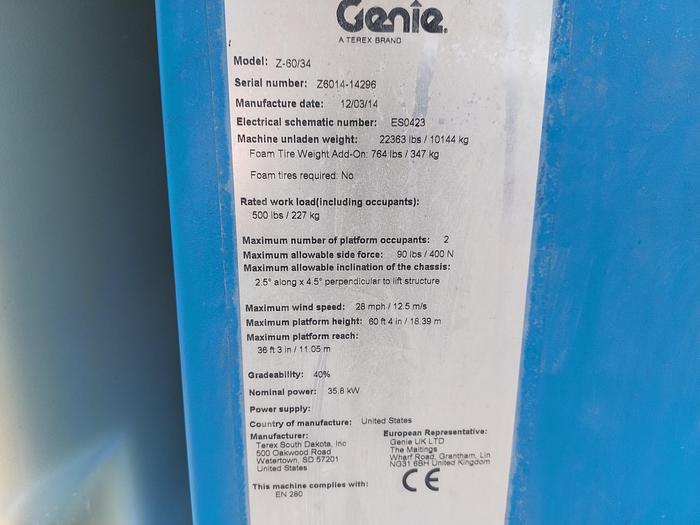 Genie.
A TEREX BRAND
Model: Z-60/34
Serial number: Z6014-14296
Manufacture date: 12/03/14
Electrical schematic number: ES0423
Machine unladen weight: 22363 lbs / 10144 kg
Foam Tire Weight Add-On: 764 lbs / 347 kg
Foam tires required: No
Rated work load(including occupants):
500 lbs / 227 kg
Maximum number of platform occupants: 2
Maximum allowable side force: 90 lbs / 400 N
Maximum allowable inclination of the chassis:
2.5° along x 4.5° perpendicular to lift structure
Maximum wind speed: 28 mph / 12.5 m/s
Maximum platform height: 60 ft 4 in / 18.39 m
Maximum platform reach:
36 ft 3 in / 11.05 m
Gradeability: 40%
Nominal power: 35.8 kW
Power supply:
Country of manufacture: United States
Manufacturer:
Terex South Dakota, Inc
500 Oakwood Road
Watertown, SD 57201
United States
European Representative:
Genie UK LTD
The Maltings
Wharf Road, Grantham, Lin
NG31 6BH United Kingdom
This machine complies with:
EN 280
CE